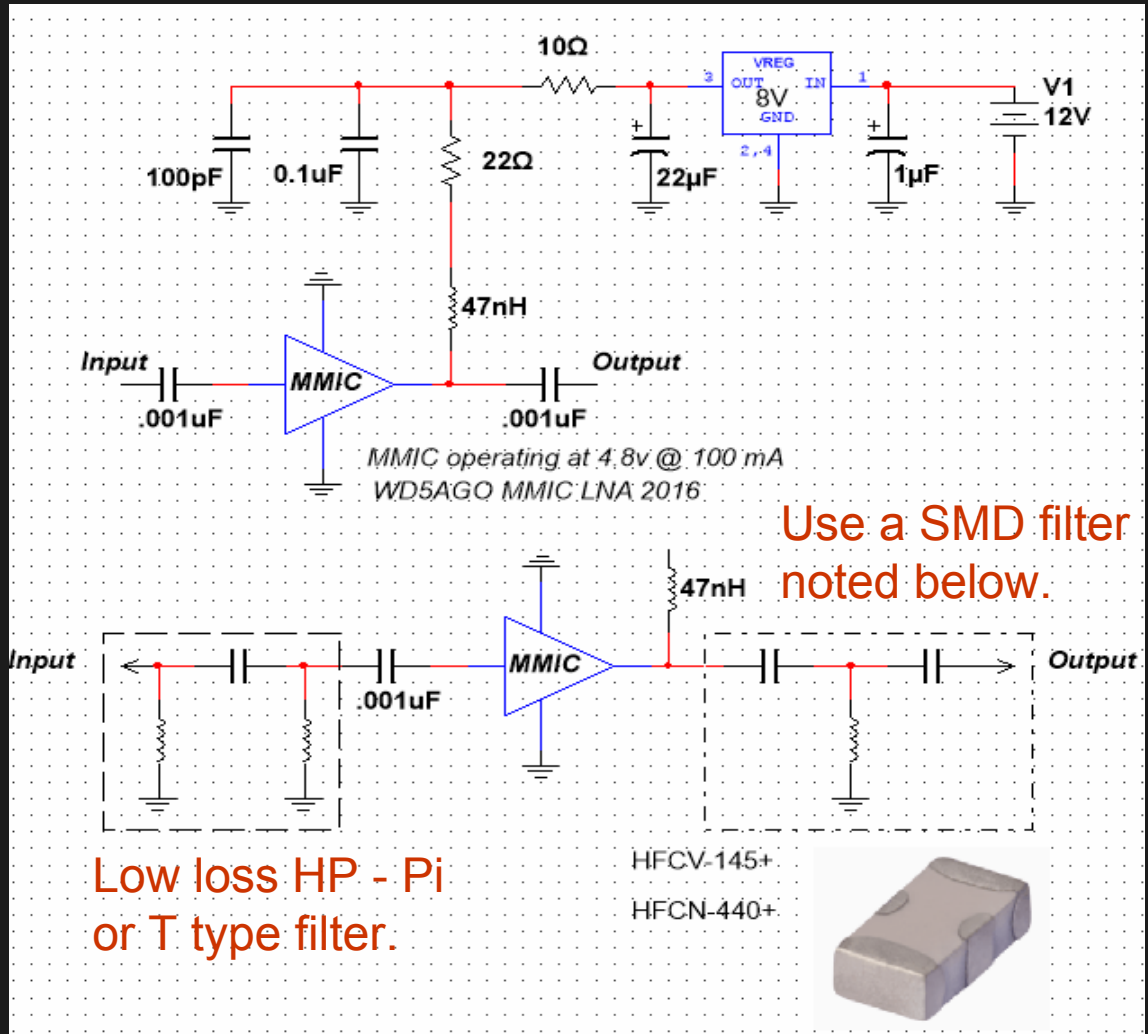 10Ω
VREG
3 OUT IN 1
8V
GND
2,4
V1
12V
100pF
0.1uF
22Ω
22µF
1µF
47nH
Input
MMIC
Output
.001uF
.001uF
MMIC operating at 4.8v @ 100 mA
WD5AGO MMIC LNA 2016
Use a SMD filter
noted below.
47nH
Input
MMIC
Output
.001uF
Low loss HP - Pi
or T type filter.
HFCV-145+
HFCN-440+